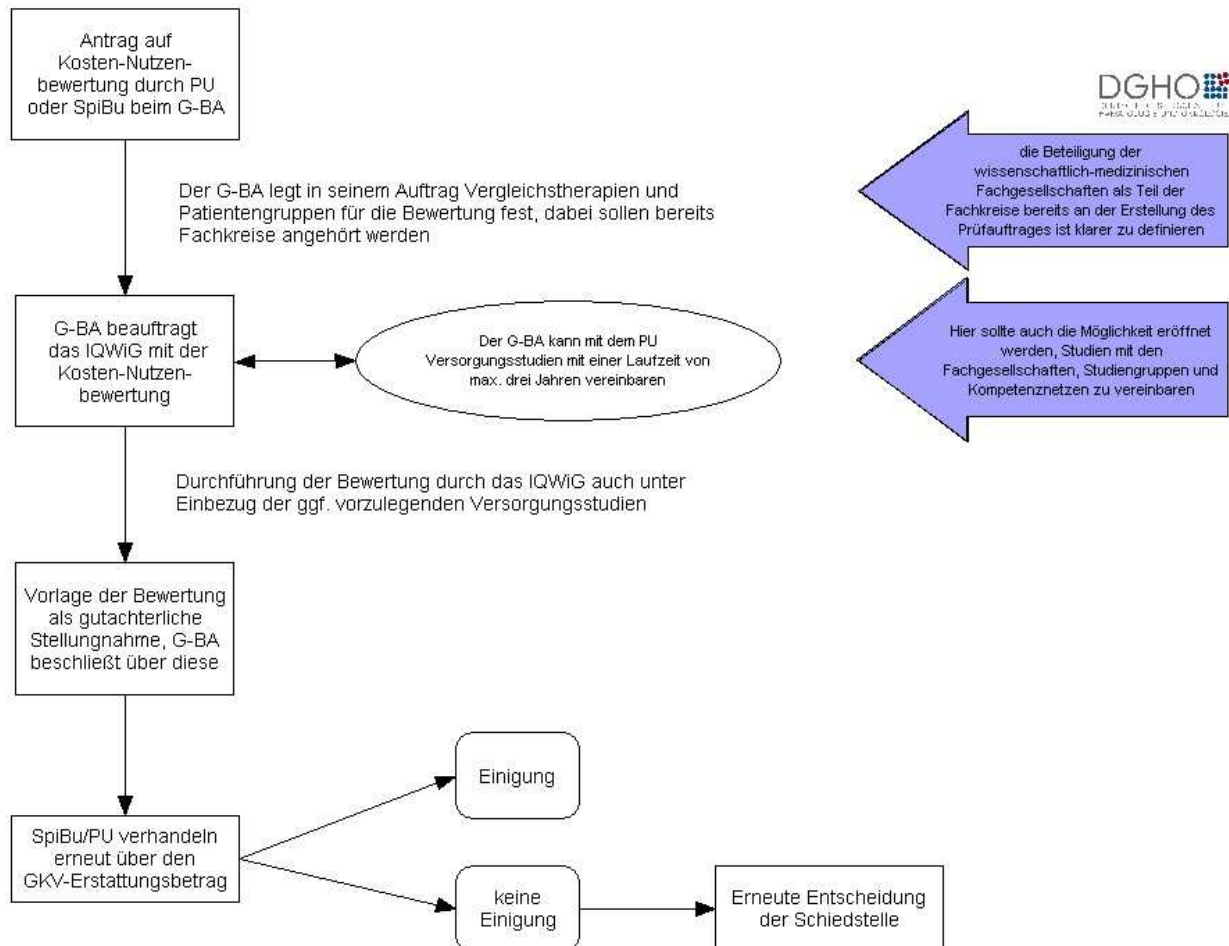 Antrag auf
Kosten-Nutzen-
bewertung durch PU
oder SpiBu beim G-BA
DGHO
die Beteiligung der
wissenschaftlich-medizinischen
Fachgesellschaften als Teil der
Fachkreise bereits an der Erstellung des
Prüfauftrages ist klarer zu definieren
Der G-BA legt in seinem Auftrag Vergleichstherapien und
Patientengruppen für die Bewertung fest, dabei sollen bereits
Fachkreise angehört werden
G-BA beauftragt
das IQWiG mit der
Kosten-Nutzen-
bewertung
Der G-BA kann mit dem PU
Versorgungsstudien mit einer Laufzeit von
max. drei Jahren vereinbaren
Hier sollte auch die Möglichkeit eröffnet
werden, Studien mit den
Fachgesellschaften, Studiengruppen und
Kompetenznetzen zu vereinbaren
Durchführung der Bewertung durch das IQWiG auch unter
Einbezug der ggf. vorzulegenden Versorgungsstudien
Vorlage der Bewertung
als gutachterliche
Stellungnahme, G-BA
beschließt über diese
SpiBu/PU verhandeln
erneut über den
GKV-Erstattungsbetrag
Einigung
keine
Einigung
Erneute Entscheidung
der Schiedstelle